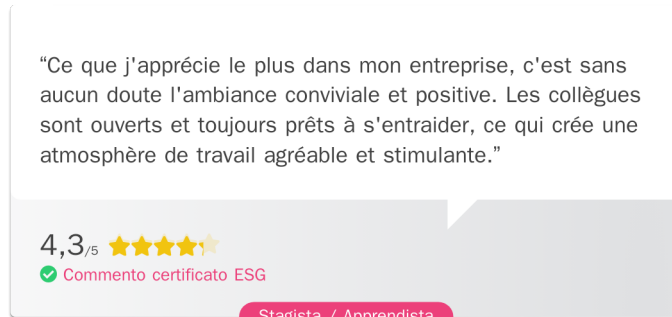 “Ce que j'apprécie le plus dans mon entreprise, c'est sans
aucun doute l'ambiance conviviale et positive. Les collègues
sont ouverts et toujours prêts à s'entraider, ce qui crée une
atmosphère de travail agréable et stimulante.”
4,3/5
Commento certificato ESG
Stagista / Apprendista